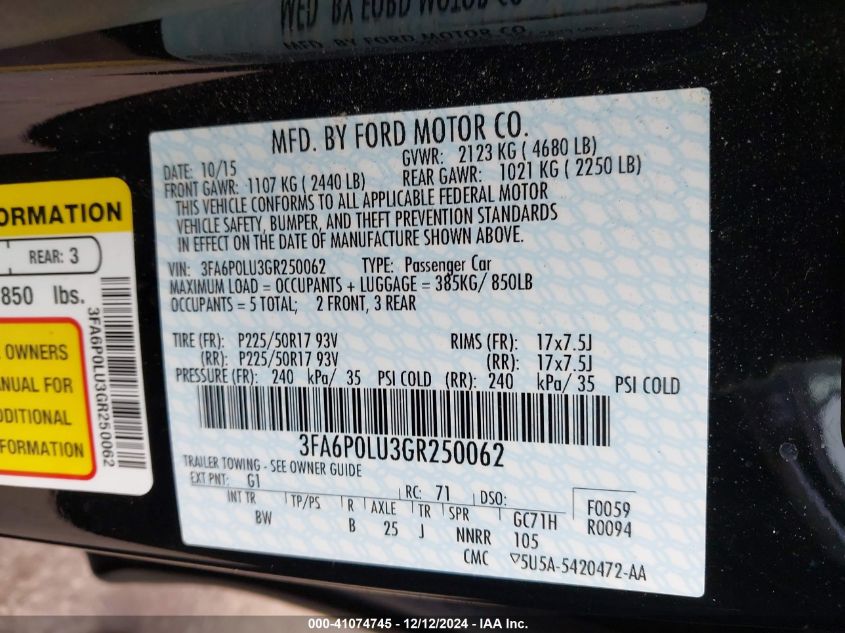 MFD. BY FORD MOTOR CO.
MFD. BY FORD MOTOR CO.
DATE: 10/15 GVWR: 2123 KG ( 4680 LB)
FRONT GAWR: 1107 KG ( 2440 LB) REAR GAWR: 1021 KG ( 2250 LB)
THIS VEHICLE CONFORMS TO ALL APPLICABLE FEDERAL MOTOR
VEHICLE SAFETY, BUMPER, AND THEFT PREVENTION STANDARDS
IN EFFECT ON THE DATE OF MANUFACTURE SHOWN ABOVE.
VIN: 3FA6P0LU3GR250062 TYPE: Passenger Car
MAXIMUM LOAD = OCCUPANTS + LUGGAGE = 385KG/ 850LB
OCCUPANTS = 5 TOTAL; 2 FRONT, 3 REAR
TIRE (FR): P225/50R17 93V RIMS (FR): 17x7.5J
(RR): P225/50R17 93V (RR): 17x7.5J
PRESSURE (FR): 240 kPa/ 35 PSI COLD (RR): 240 kPa/ 35 PSI COLD
3FA6P0LU3GR250062
TRAILER TOWING - SEE OWNER GUIDE
EXT PNT: G1 RC: 71 DSO:
INT TR TP/PS R AXLE TR SPR GC71H F0059
BW B 25 J NNRR 105 R0094
CMC ▽5U5A-5420472-AA
ORMATION
REAR: 3
850 lbs.
OWNERS
ANUAL FOR
DDITIONAL
FORMATION
3FA6P0LU3GR250062
000-41074745 - 12/12/2024 - IAA Inc.